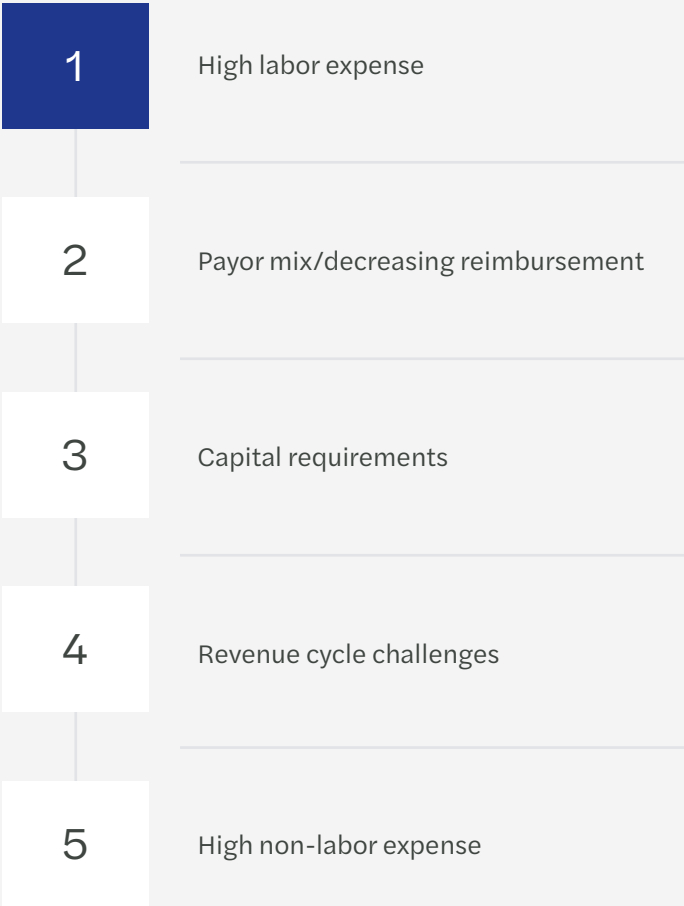 1
High labor expense
2
Payor mix/decreasing reimbursement
3
Capital requirements
4
Revenue cycle challenges
5
High non-labor expense